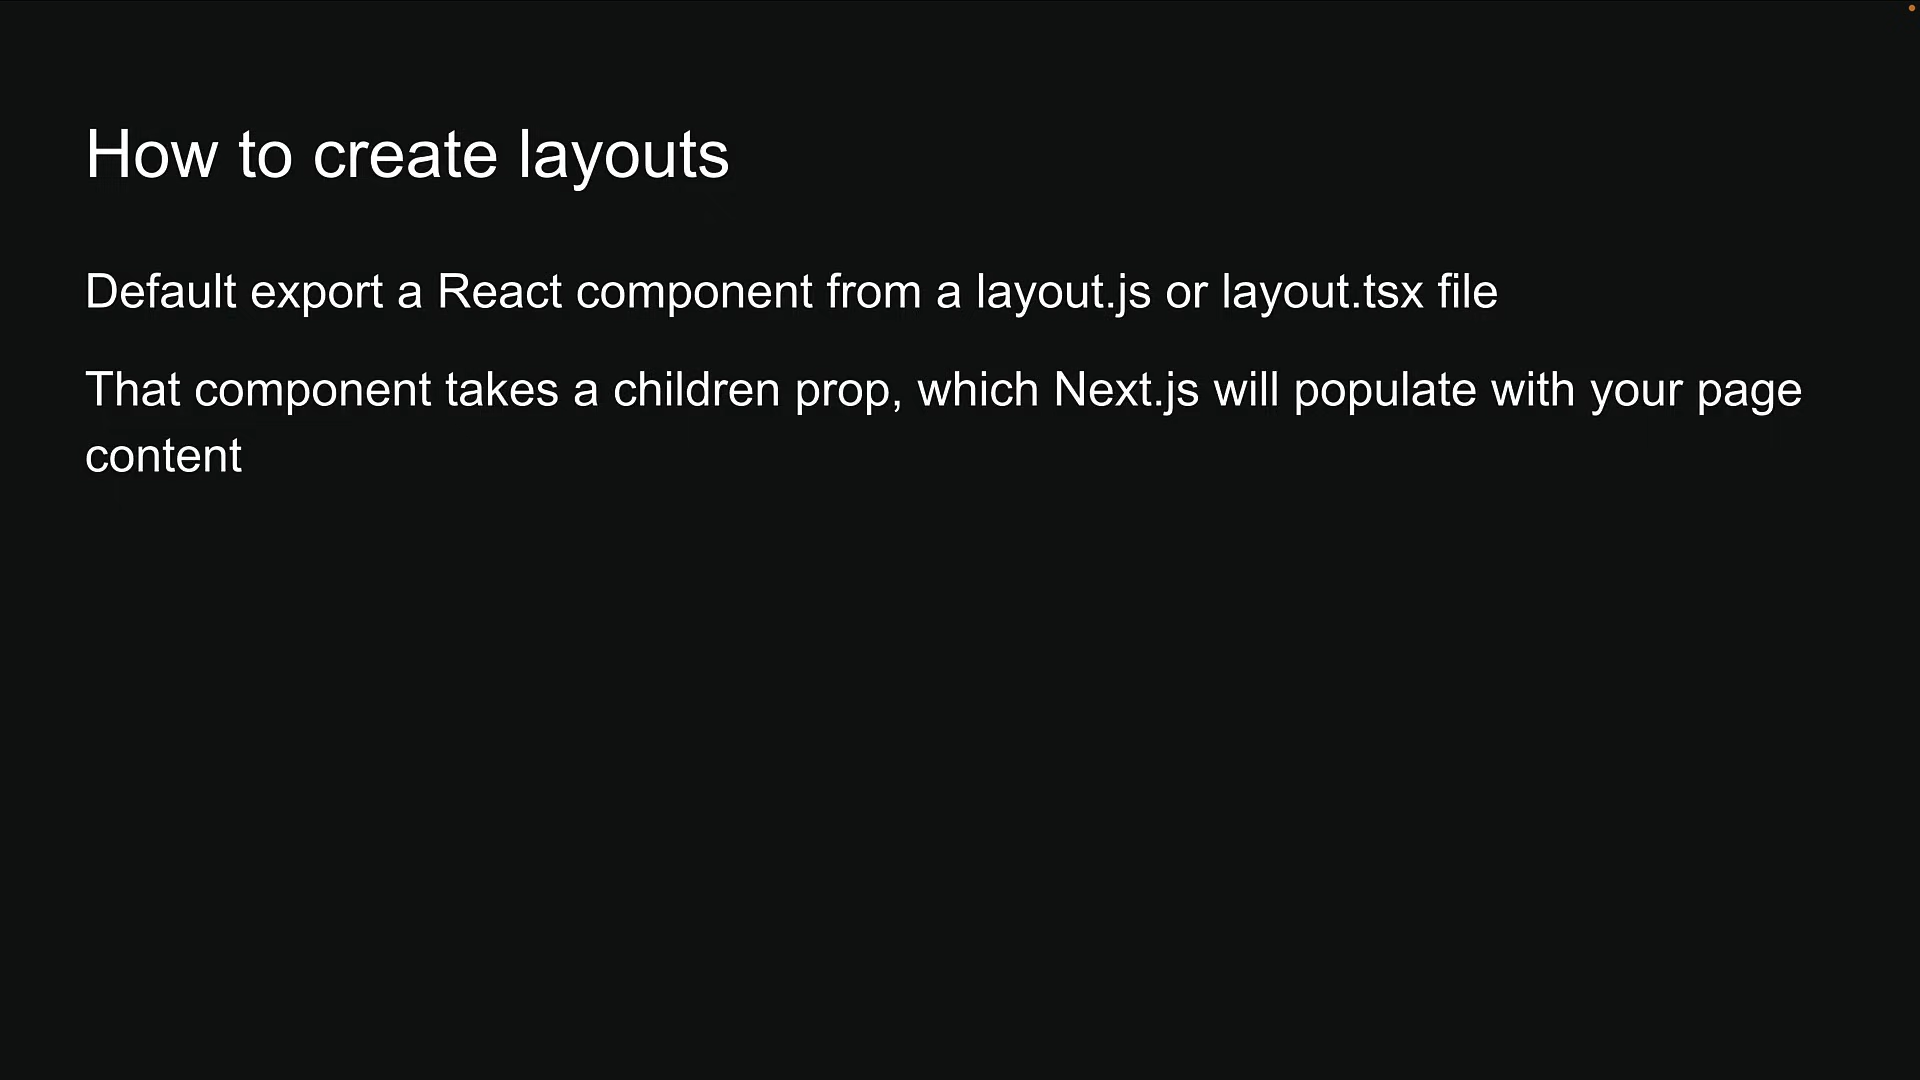 How to create layouts
Default export a React component from a layout.js or layout.tsx file
That component takes a children prop, which Next.js will populate with your page
content